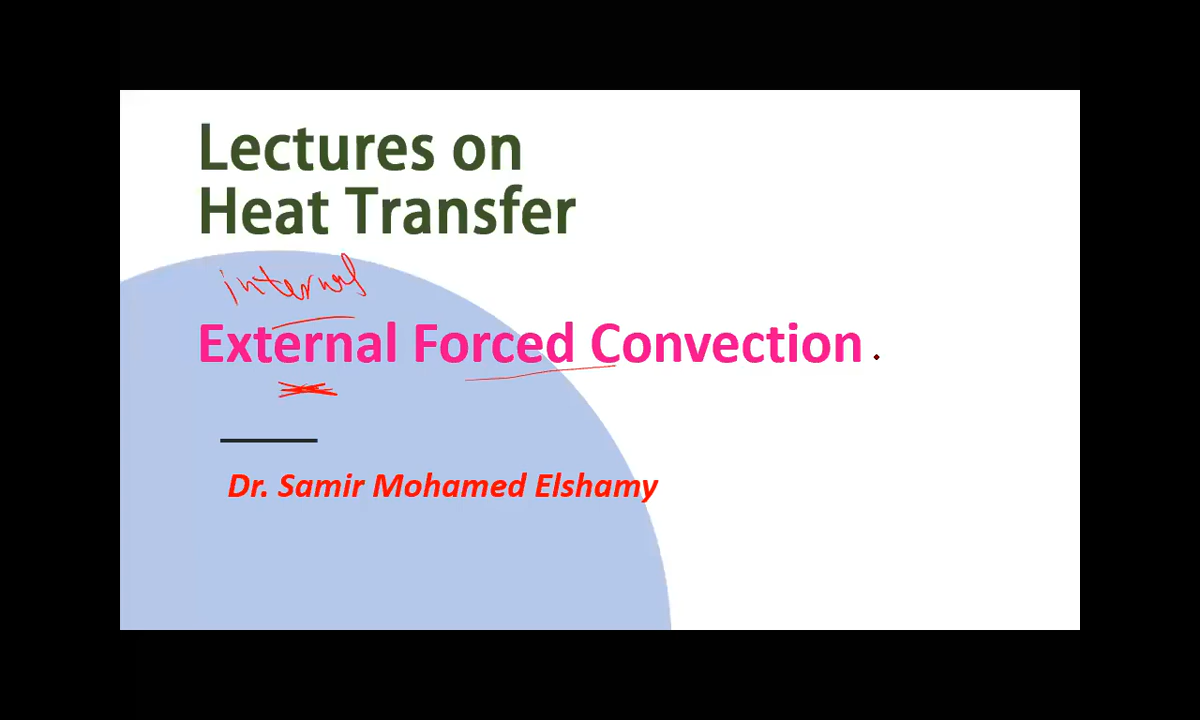 Lectures on
Heat Transfer
internal
External Forced Convection
Dr. Samir Mohamed Elshamy